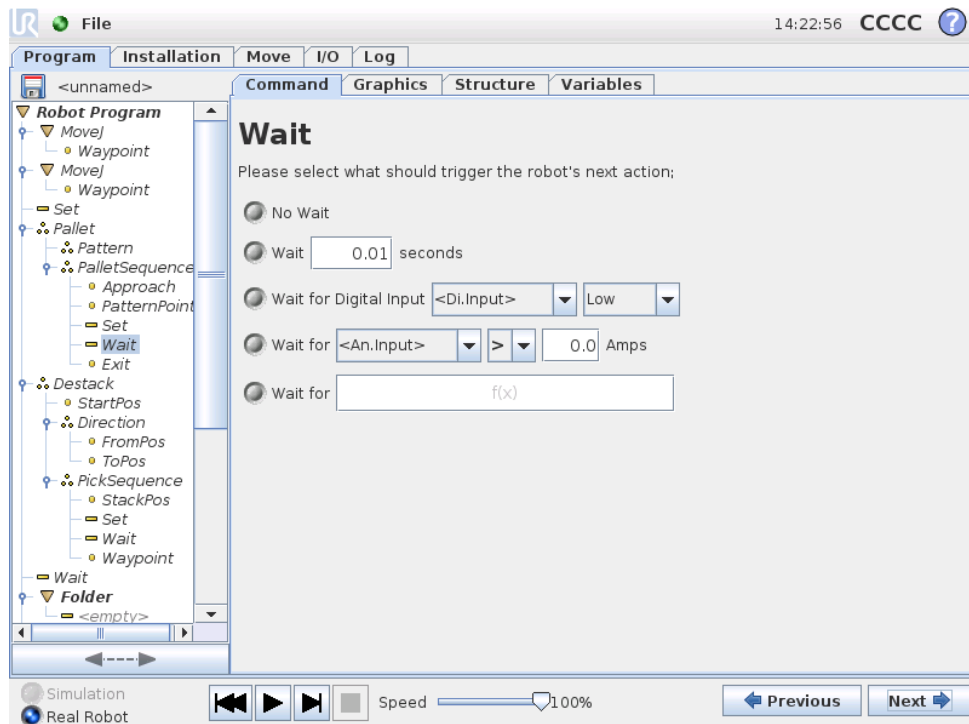 UR File 14:22:56 CCCC ?
Program Installation Move I/O Log
<unnamed> Command Graphics Structure Variables
Robot Program
MoveJ
Waypoint
MoveJ
Waypoint
Set
Pallet
Pattern
PalletSequence
Approach
PatternPoint
Set
Wait
Exit
Destack
StartPos
Direction
FromPos
ToPos
PickSequence
StackPos
Set
Wait
Waypoint
Wait
Folder
<empty>
Wait
Please select what should trigger the robot's next action;
No Wait
Wait 0.01 seconds
Wait for Digital Input <Di.Input> Low
Wait for <An.Input> > 0.0 Amps
Wait for f(x)
Simulation
Real Robot
Speed 100%
Previous Next